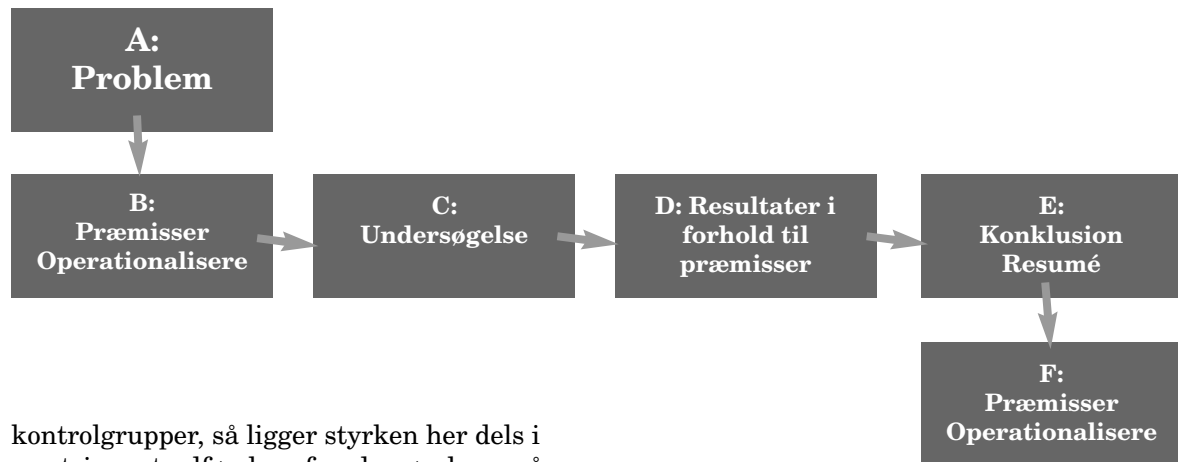 A:
Problem
B:
Præmisser
Operationalisere
C:
Undersøgelse
D: Resultater i
forhold til
præmisser
E:
Konklusion
Resumé
F:
Præmisser
Operationalisere
kontrolgrupper, så ligger styrken her dels i